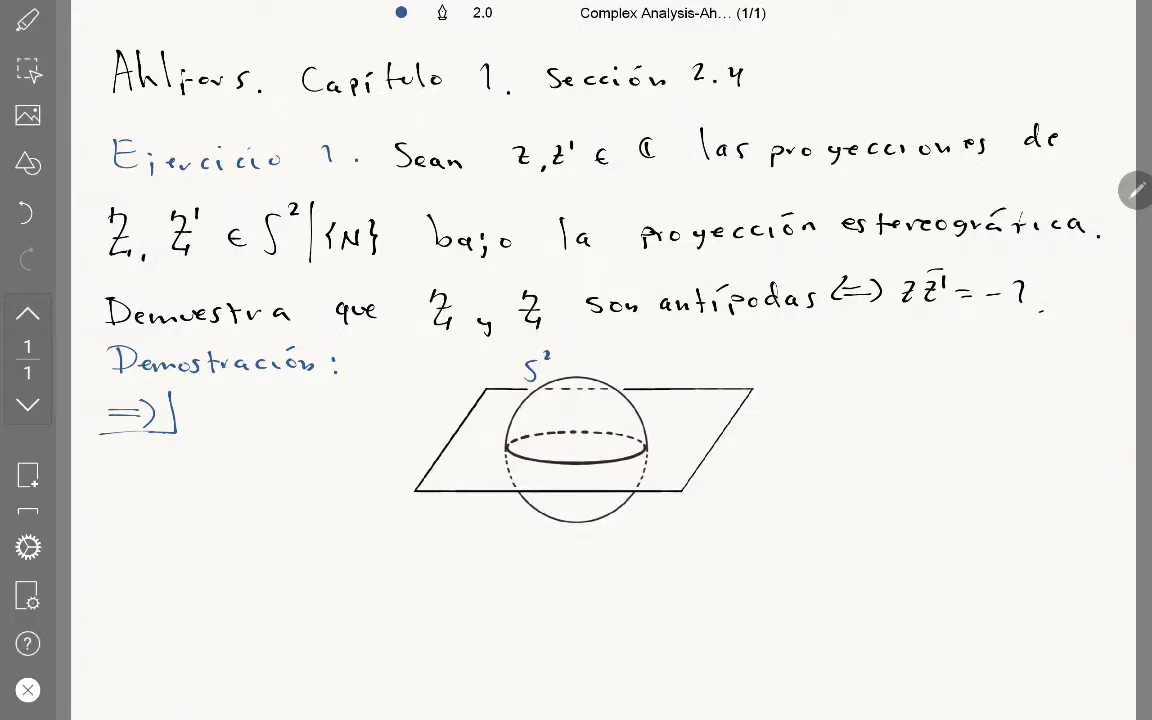 2.0 Complex Analysis-Ah... (1/1)
Ahlfors. Capítulo 1. Sección 2.4
Ejercicio 1. Sean z, z' ∈ ℂ las proyecciones de
Z, Z' ∈ S²\{N} bajo la proyección estereográfica.
Demuestra que Z y Z son antípodas ⇔ z z̄' = -1.
Demostración:
S²
⇒]
1
1